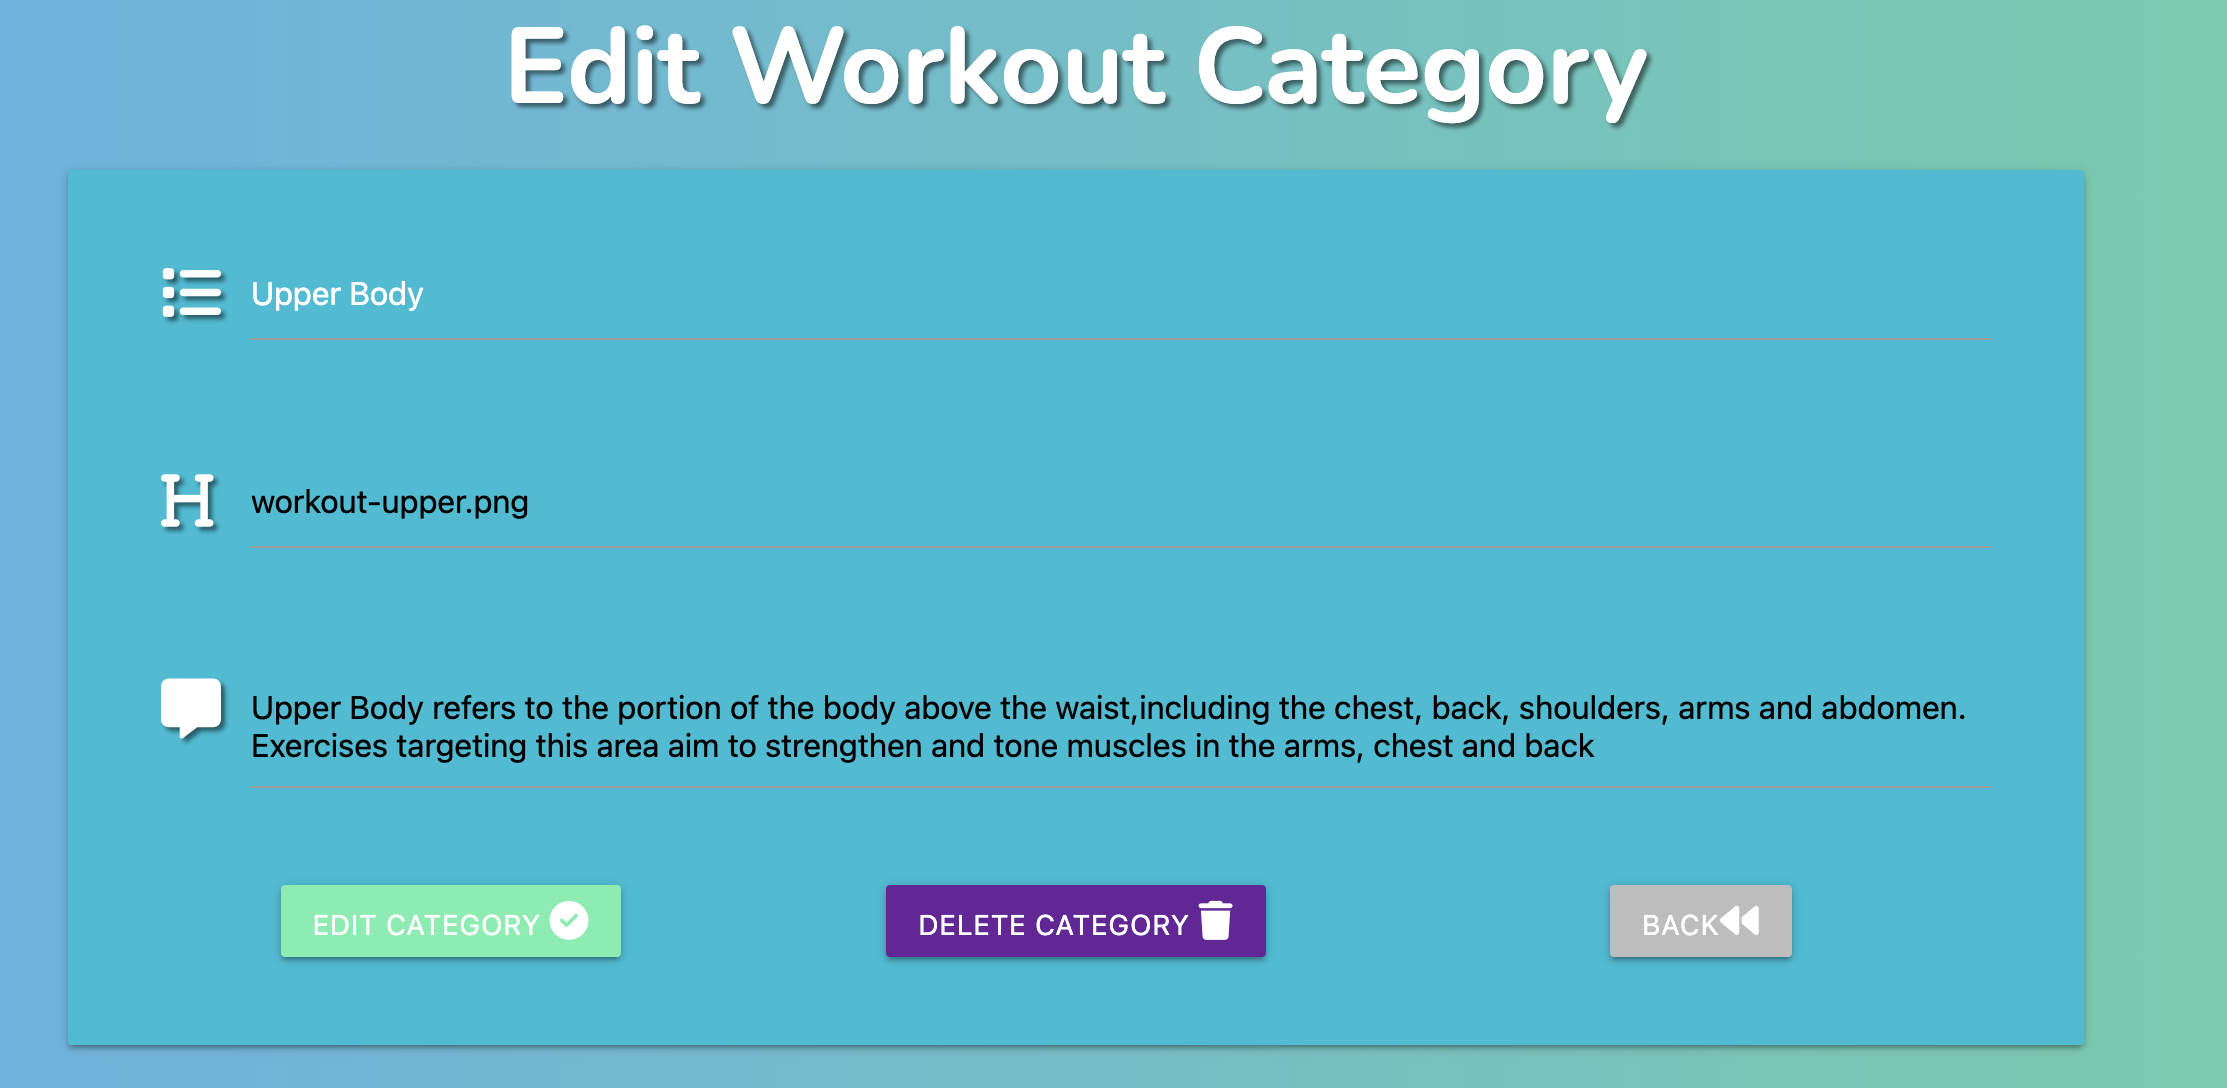 Edit Workout Category
Upper Body
workout-upper.png
Upper Body refers to the portion of the body above the waist,including the chest, back, shoulders, arms and abdomen.
Exercises targeting this area aim to strengthen and tone muscles in the arms, chest and back
EDIT CATEGORY
DELETE CATEGORY
BACK